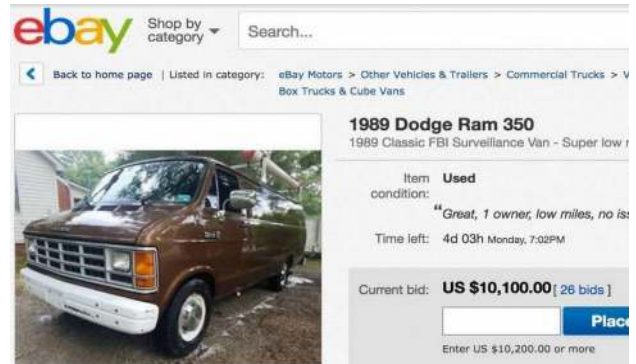 ebay
Shop by
category
Search...
Back to home page | Listed in category: eBay Motors > Other Vehicles & Trailers > Commercial Trucks > V
Box Trucks & Cube Vans
1989 Dodge Ram 350
1989 Classic FBI Surveillance Van - Super low
Item
condition:
Used
“Great, 1 owner, low miles, no iss
Time left: 4d 03h Monday, 7:02PM
Current bid: US $10,100.00 [ 26 bids ]
Place
Enter US $10,200.00 or more